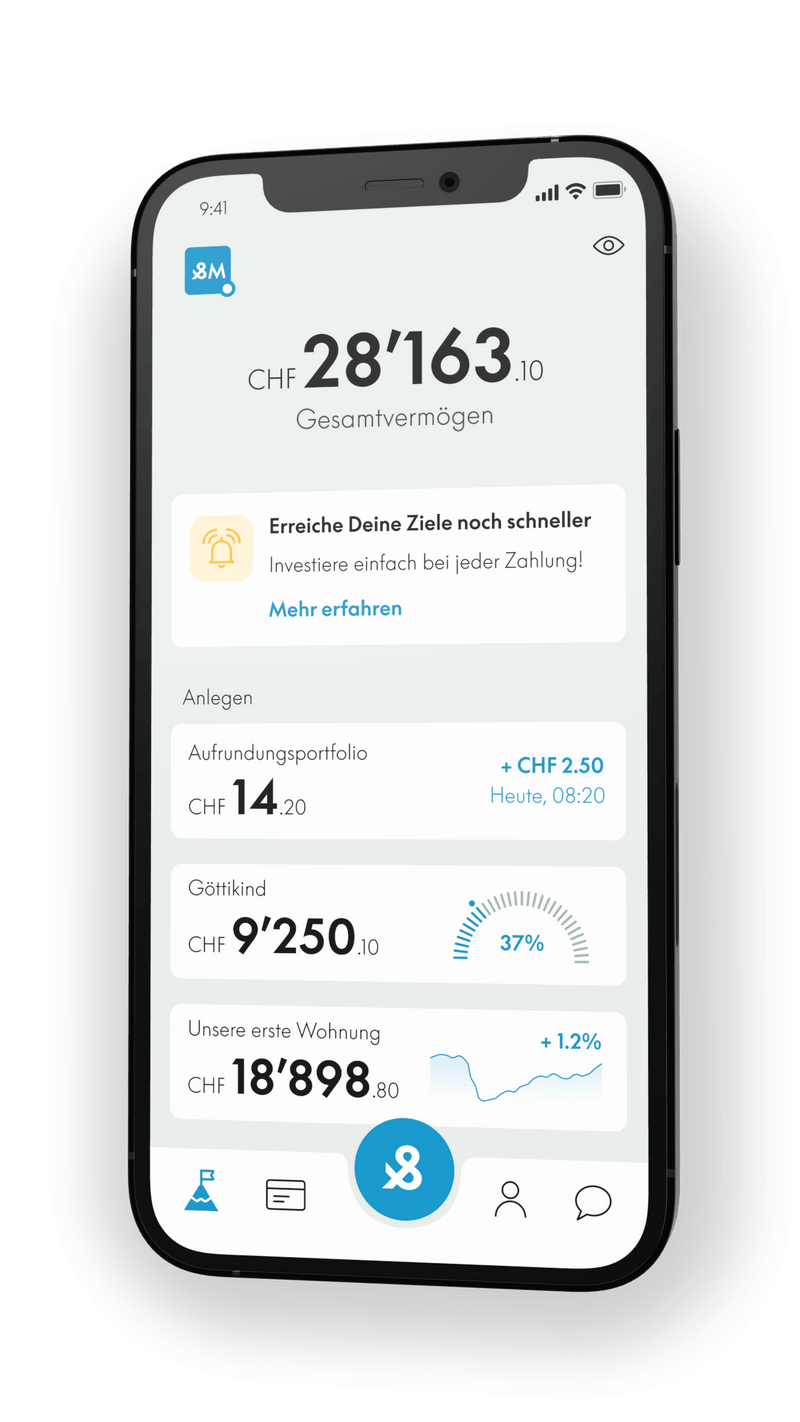 9:41
&M
CHF 28’163.10
Gesamtvermögen
Erreiche Deine Ziele noch schneller
Investiere einfach bei jeder Zahlung!
Mehr erfahren
Anlegen
Aufrundungsportfolio
CHF 14.20
+ CHF 2.50
Heute, 08:20
Göttikind
CHF 9’250.10
37%
Unsere erste Wohnung
CHF 18’898.80
+ 1.2%
&